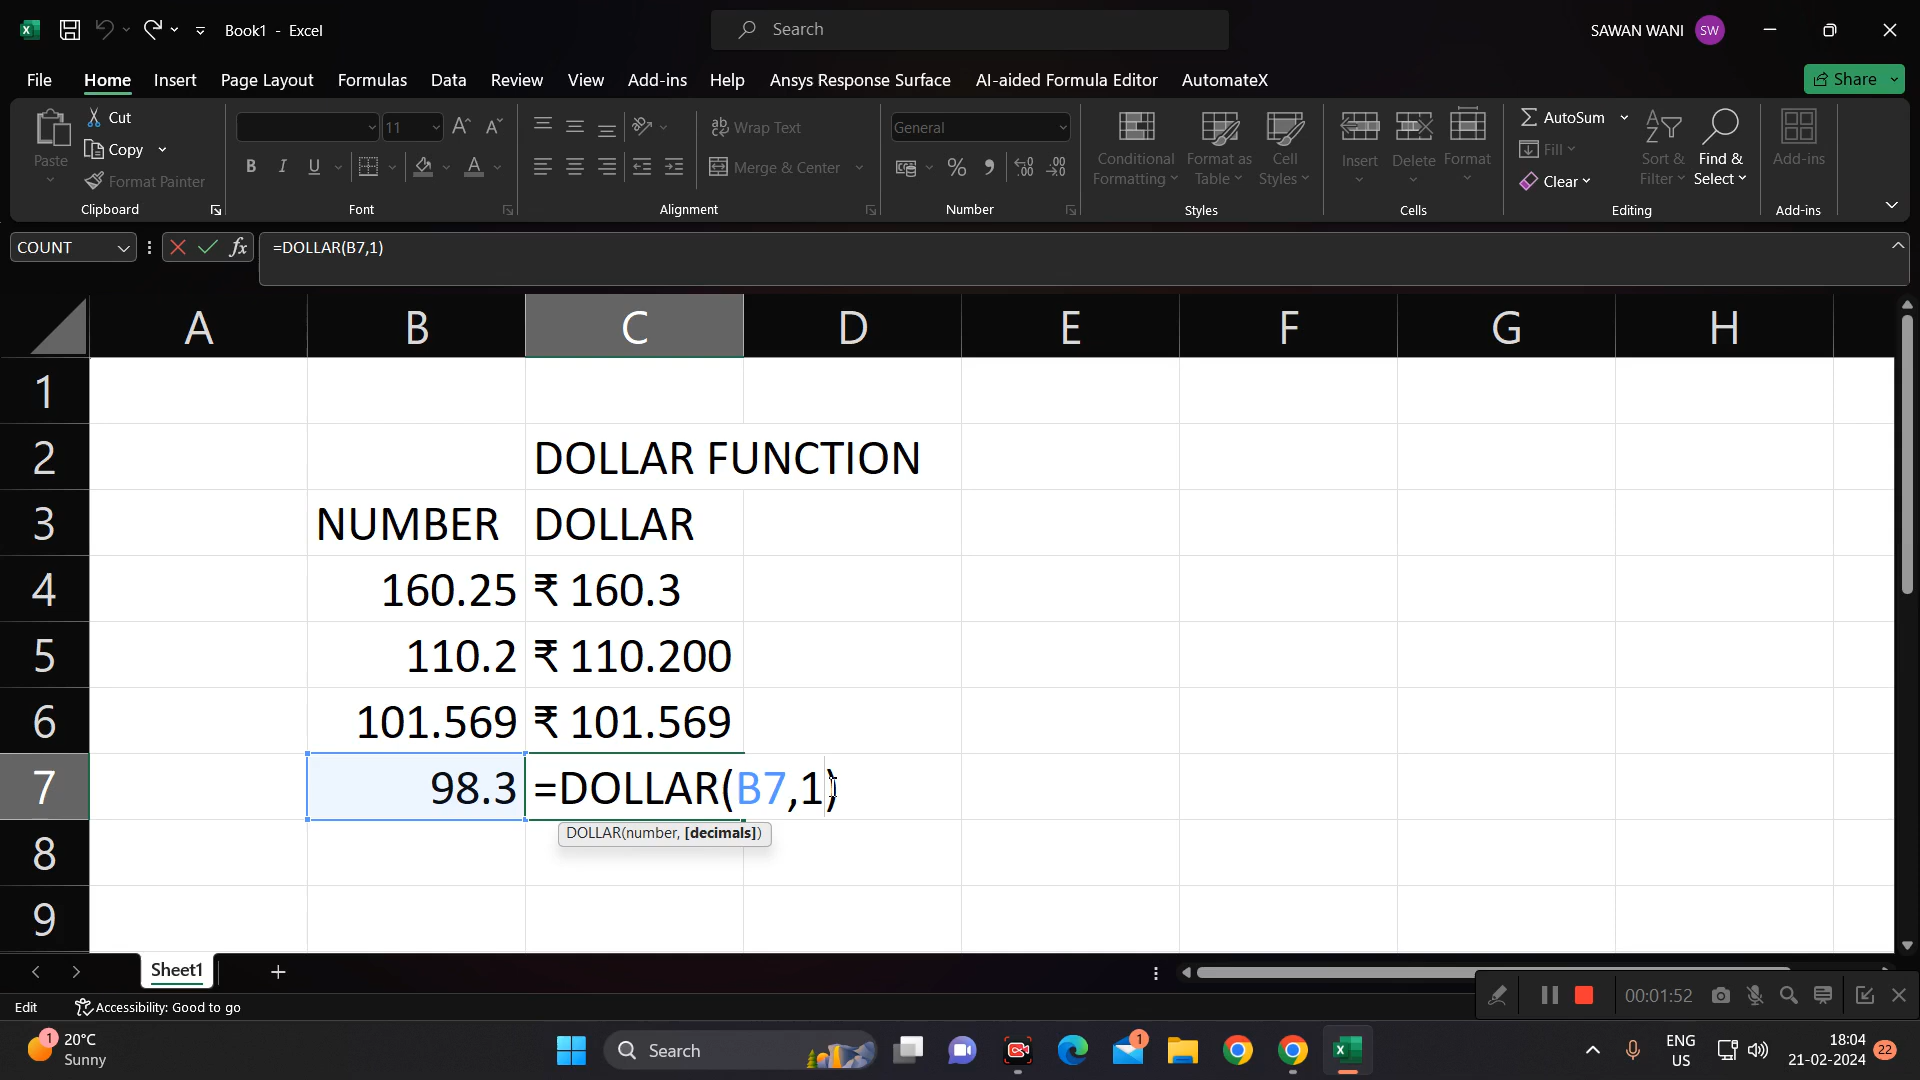 Book1 - Excel
Search
SAWAN WANI SW
File Home Insert Page Layout Formulas Data Review View Add-ins Help Ansys Response Surface AI-aided Formula Editor AutomateX Share
Paste
Cut
Copy
Format Painter
Clipboard
11
B I U
Font
Wrap Text
Merge & Center
Alignment
General
Number
Conditional Formatting
Format as Table
Cell Styles
Styles
Insert Delete Format
Cells
AutoSum
Fill
Clear
Sort & Filter
Find & Select
Editing
Add-ins
Add-ins
COUNT fx =DOLLAR(B7,1)
A B C D E F G H
1
2 DOLLAR FUNCTION
3 NUMBER DOLLAR
4 160.25 ₹ 160.3
5 110.2 ₹ 110.200
6 101.569 ₹ 101.569
7 98.3 =DOLLAR(B7,1)
DOLLAR(number, [decimals])
8
9
Sheet1
Edit Accessibility: Good to go
00:01:52
1 20°C
Sunny
Search
1
ENG
US
18:04
21-02-2024
22